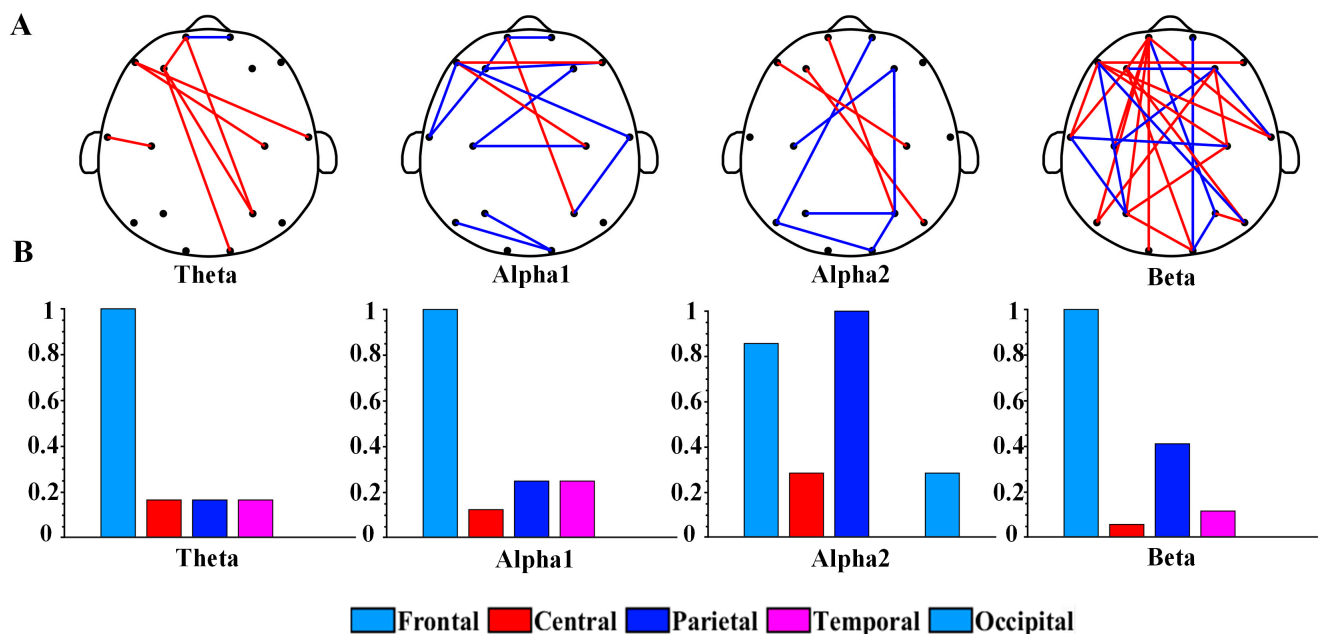 A
Theta Alpha1 Alpha2 Beta
B
1 1 1 1
0.8 0.8 0.8 0.8
0.6 0.6 0.6 0.6
0.4 0.4 0.4 0.4
0.2 0.2 0.2 0.2
0 0 0 0
Theta Alpha1 Alpha2 Beta
Frontal Central Parietal Temporal Occipital